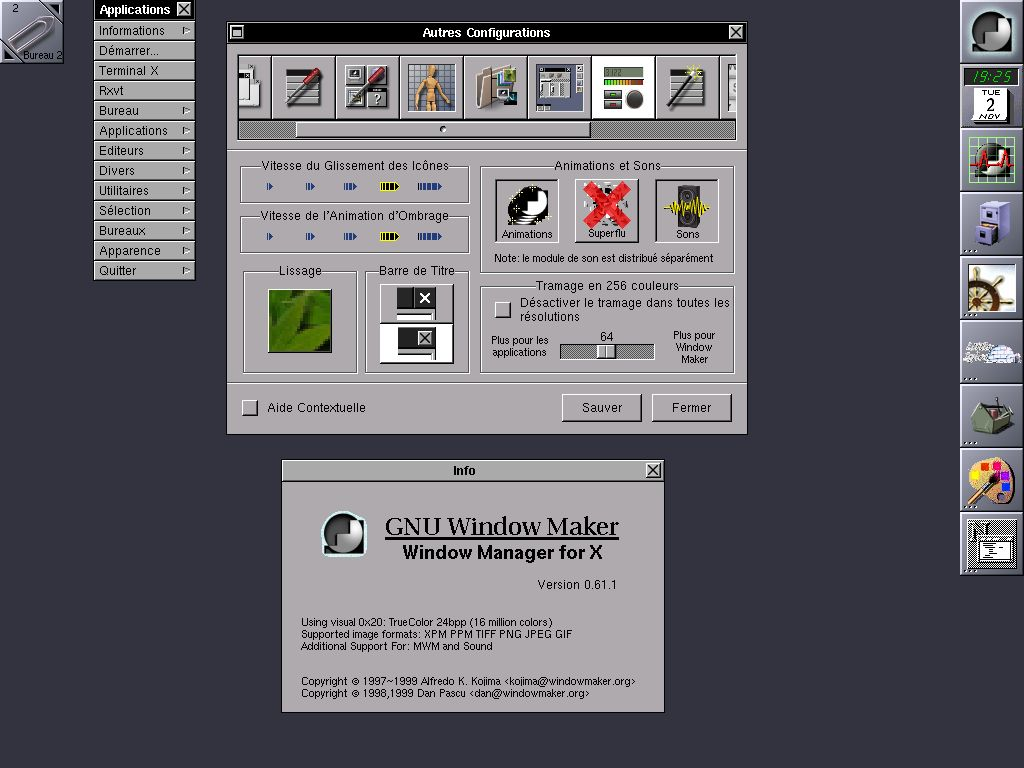 2
Bureau 2
Applications
Informations
Démarrer...
Terminal X
Rxvt
Bureau
Applications
Editeurs
Divers
Utilitaires
Sélection
Bureaux
Apparence
Quitter
Autres Configurations
Vitesse du Glissement des Icônes
Vitesse de l'Animation d'Ombrage
Lissage
Barre de Titre
Animations et Sons
Animations
Superflu
Sons
Note: le module de son est distribué séparément
Tramage en 256 couleurs
Désactiver le tramage dans toutes les
résolutions
Plus pour les
applications
64
Plus pour
Window
Maker
Aide Contextuelle
Sauver
Fermer
Info
GNU Window Maker
Window Manager for X
Version 0.61.1
Using visual 0x20: TrueColor 24bpp (16 million colors)
Supported image formats: XPM PPM TIFF PNG JPEG GIF
Additional Support For: MWM and Sound
Copyright © 1997~1999 Alfredo K. Kojima <kojima@windowmaker.org>
Copyright © 1998,1999 Dan Pascu <dan@windowmaker.org>
19:25
TUE
2
NOV